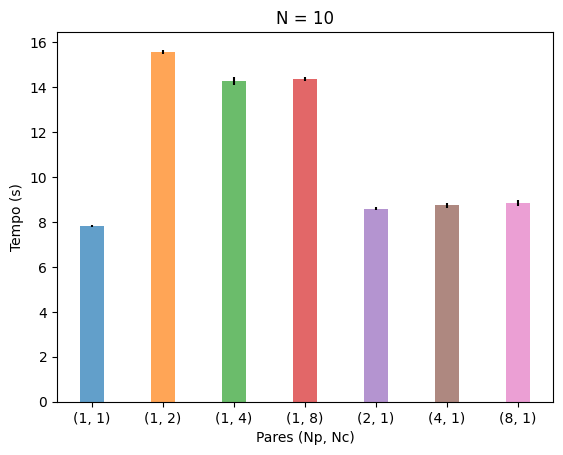 N = 10
Tempo (s)
16
14
12
10
8
6
4
2
0
(1, 1) (1, 2) (1, 4) (1, 8) (2, 1) (4, 1) (8, 1)
Pares (Np, Nc)